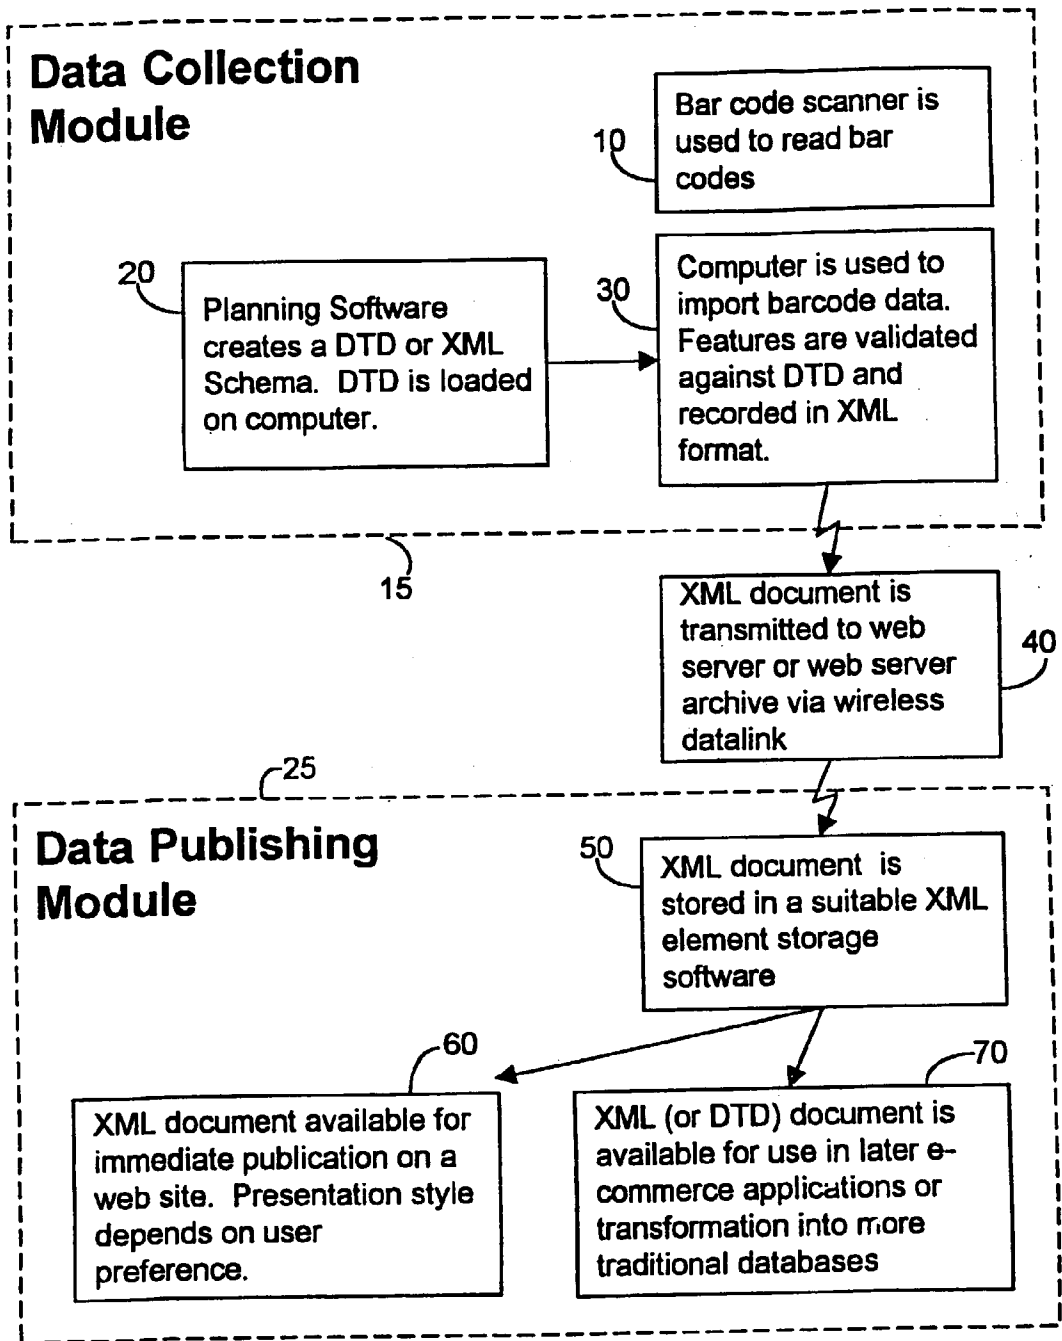 Data Collection
Module
Bar code scanner is
used to read bar
codes
10
20
Planning Software
creates a DTD or XML
Schema.  DTD is loaded
on computer.
30
Computer is used to
import barcode data.
Features are validated
against DTD and
recorded in XML
format.
15
XML document is
transmitted to web
server or web server
archive via wireless
datalink
40
25
Data Publishing
Module
50
XML document  is
stored in a suitable XML
element storage
software
60
XML document available for
immediate publication on a
web site.  Presentation style
depends on user
preference.
70
XML (or DTD) document is
available for use in later e-
commerce applications or
transformation into more
traditional databases